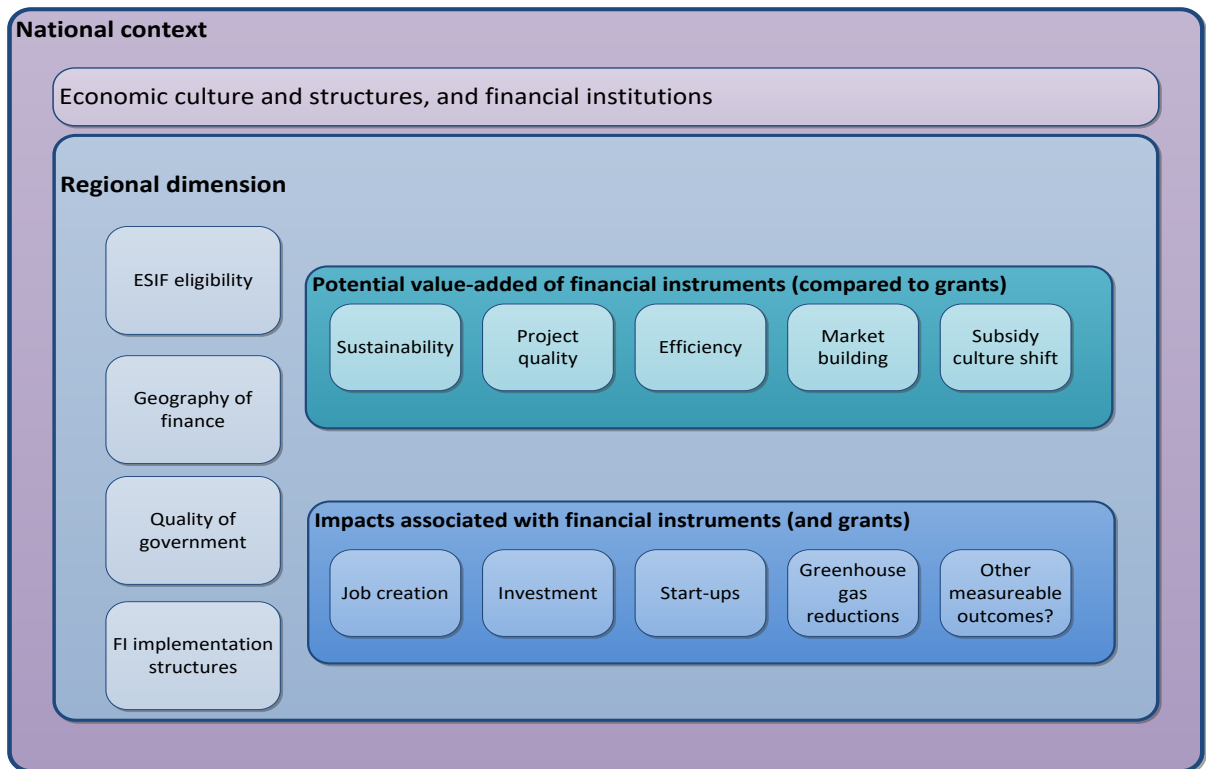 National context
Economic culture and structures, and financial institutions
Regional dimension
ESIF eligibility
Geography of
finance
Quality of
government
FI implementation
structures
Potential value-added of financial instruments (compared to grants)
Sustainability
Project
quality
Efficiency
Market
building
Subsidy
culture shift
Impacts associated with financial instruments (and grants)
Job creation
Investment
Start-ups
Greenhouse
gas
reductions
Other
measureable
outcomes?